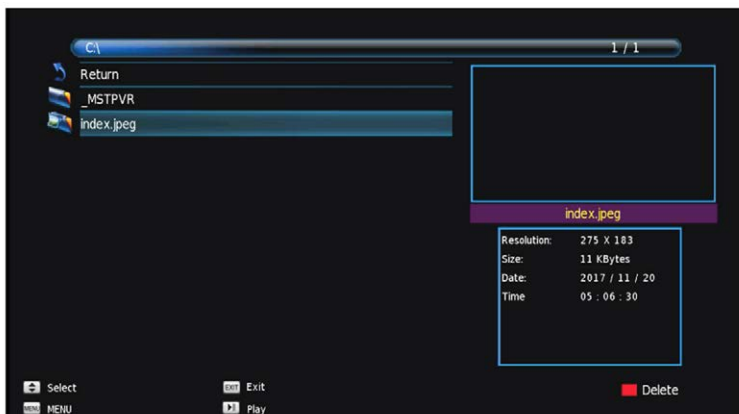 C:\ 1 / 1
Return
_MSTPVR
index.jpeg
index.jpeg
Resolution: 275 X 183
Size: 11 KBytes
Date: 2017 / 11 / 20
Time 05 : 06 : 30
Select EXIT Exit Delete
MENU MENU Play